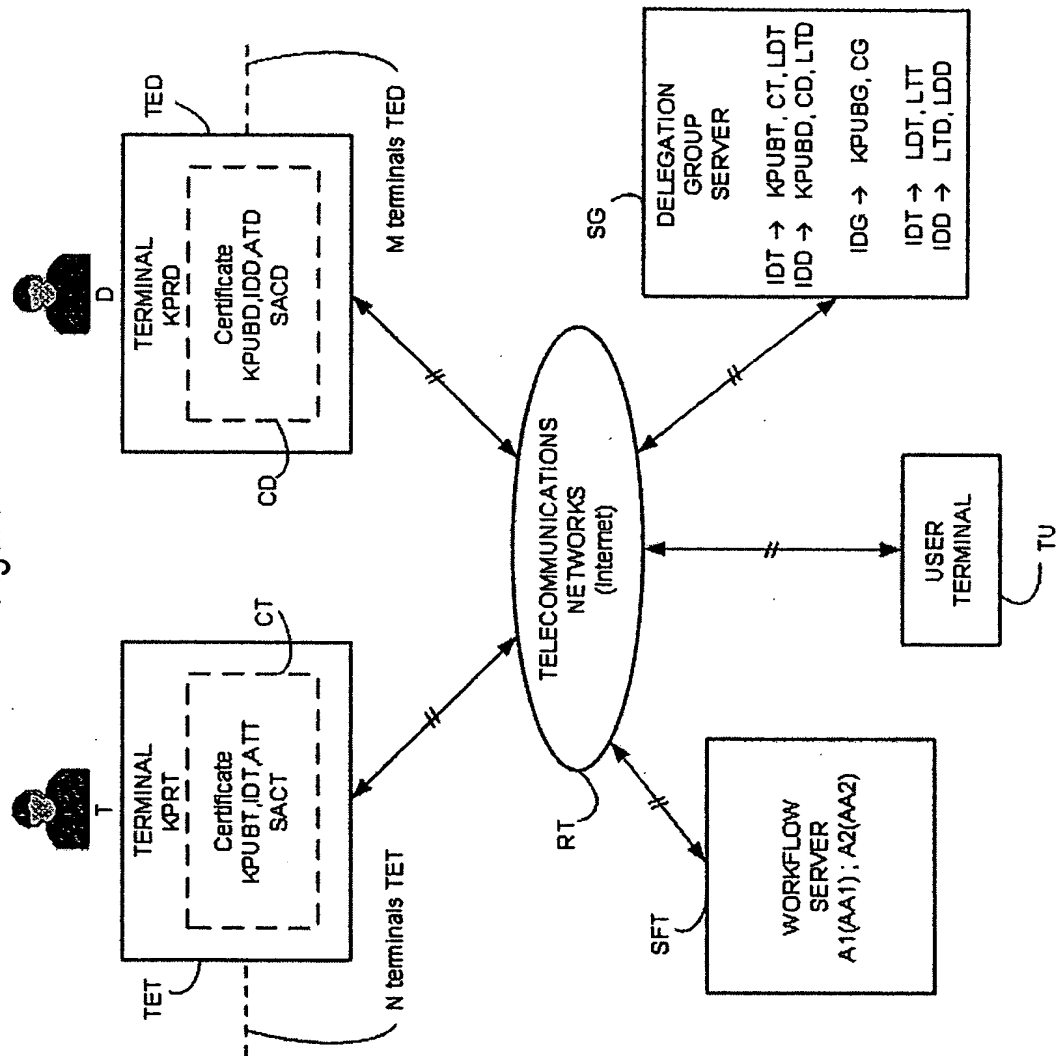 T
TET
TERMINAL
KPRT
Certificate
KPUBT,IDT,ATT
SACT
CT
N terminals TET
D
TED
TERMINAL
KPRD
Certificate
KPUBD,IDD,ATD
SACD
CD
M terminals TED
TELECOMMUNICATIONS
NETWORKS
(Internet)
RT
SFT
WORKFLOW
SERVER
A1(AA1) ; A2(AA2)
USER
TERMINAL
TU
SG
DELEGATION
GROUP
SERVER
IDT → KPUBT, CT, LDT
IDD → KPUBD, CD, LTD
IDG → KPUBG, CG
IDT → LDT, LTT
IDD → LTD, LDD